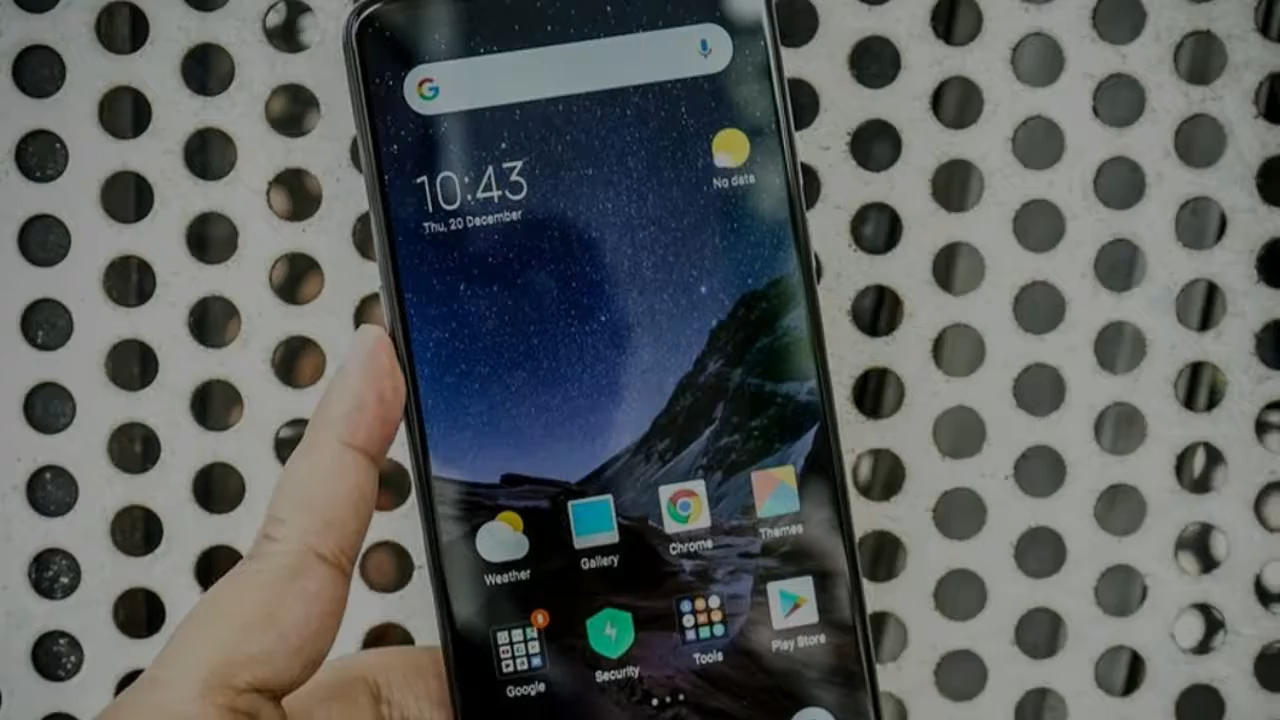 G
10:43
Thu, 20 December
No data
Weather
Gallery
Chrome
Themes
Google
Security
Tools
Play Store